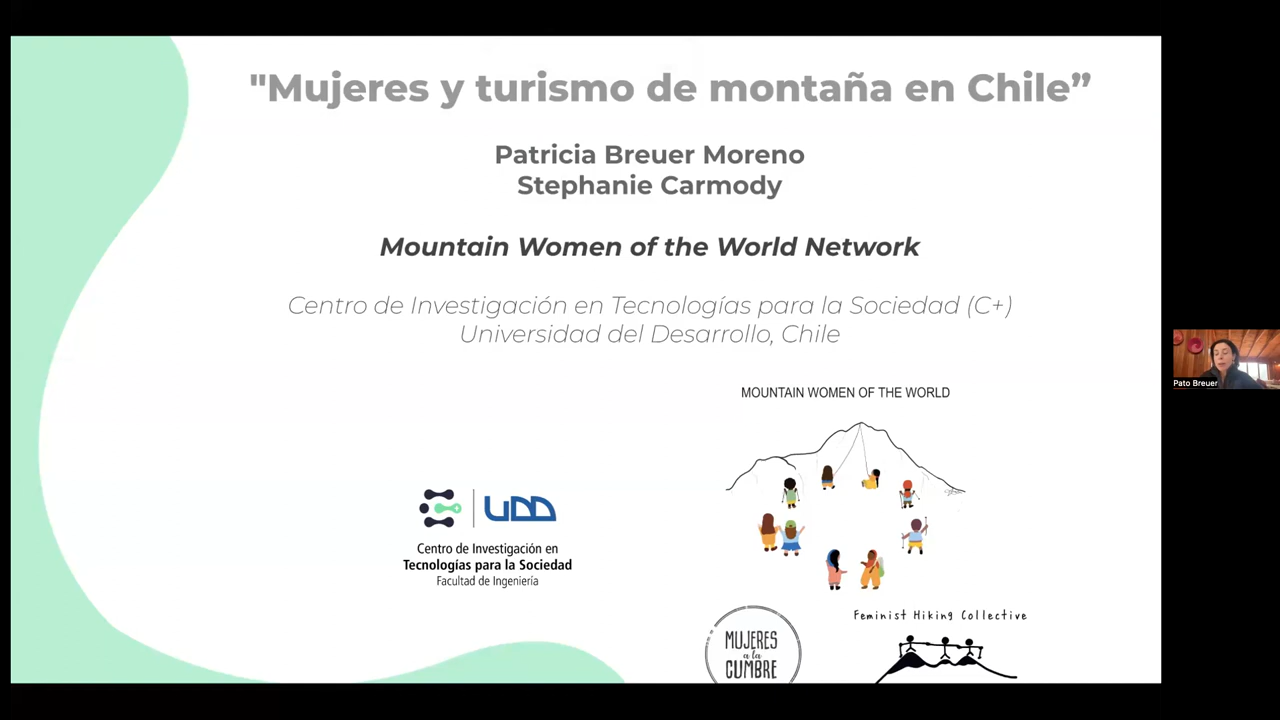 "Mujeres y turismo de montaña en Chile”
Patricia Breuer Moreno
Stephanie Carmody
Mountain Women of the World Network
Centro de Investigación en Tecnologías para la Sociedad (C+)
Universidad del Desarrollo, Chile
MOUNTAIN WOMEN OF THE WORLD
UDD
Centro de Investigación en
Tecnologías para la Sociedad
Facultad de Ingeniería
Feminist Hiking Collective
MUJERES
a la
CUMBRE
Pato Breuer